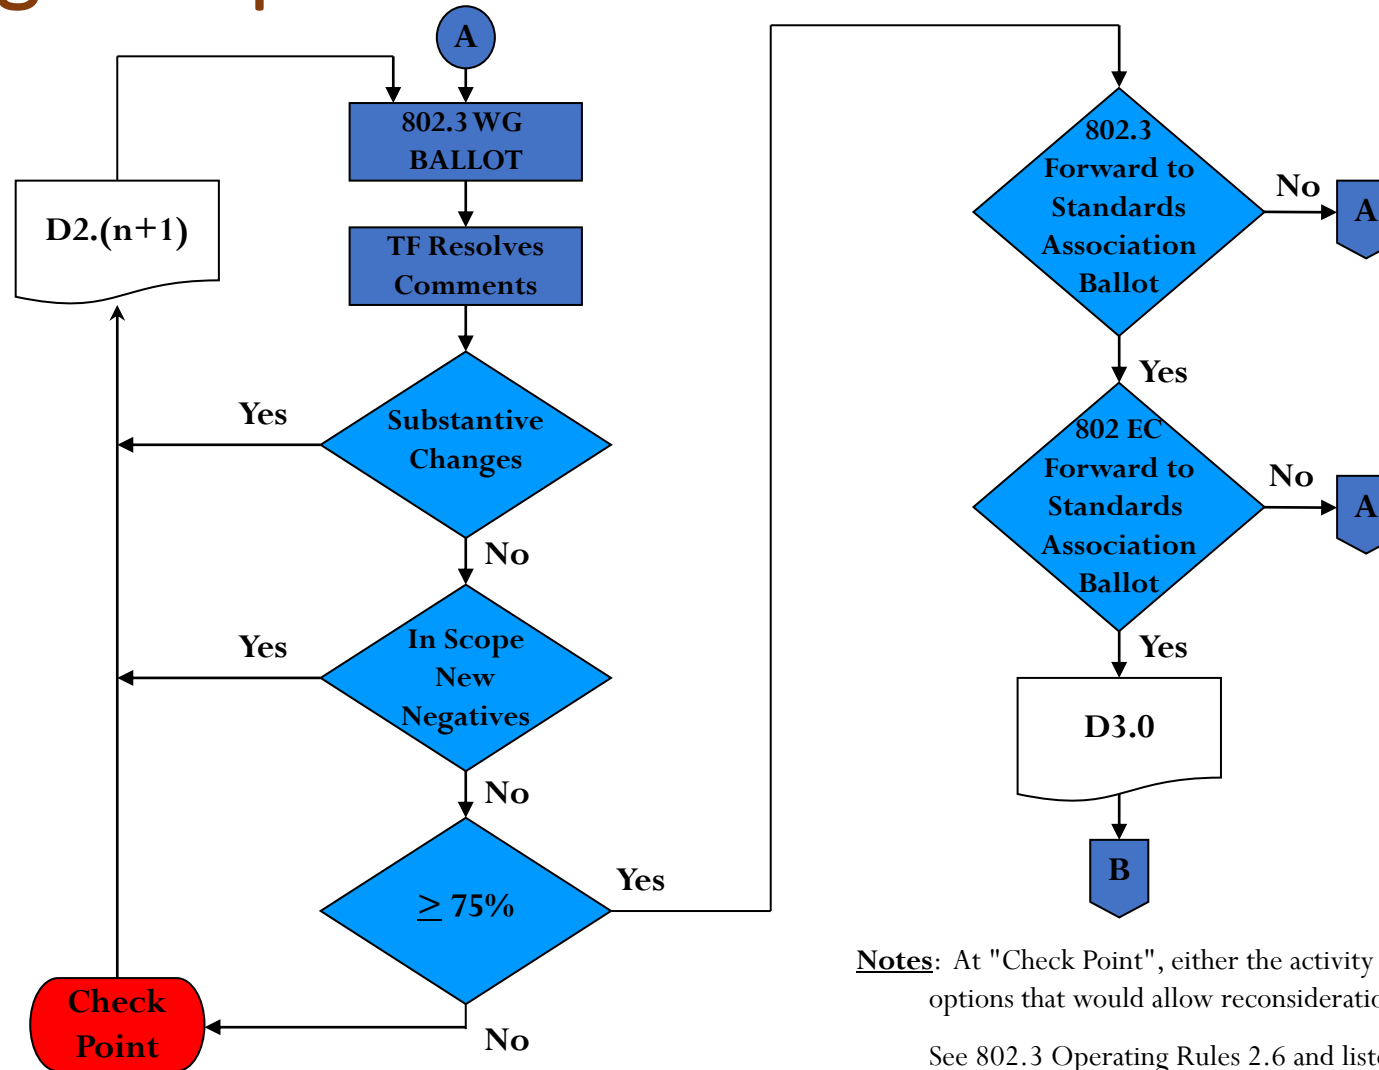 A
802.3 WG
BALLOT
D2.(n+1)
TF Resolves
Comments
Yes
Substantive
Changes
No
Yes
In Scope
New
Negatives
No
≥ 75%
Yes
No
Check
Point
802.3
Forward to
Standards
Association
Ballot
No
A
Yes
802 EC
Forward to
Standards
Association
Ballot
No
A
Yes
D3.0
B
Notes: At "Check Point", either the activity
options that would allow
See 802.3 Operating Rules 2.6 and